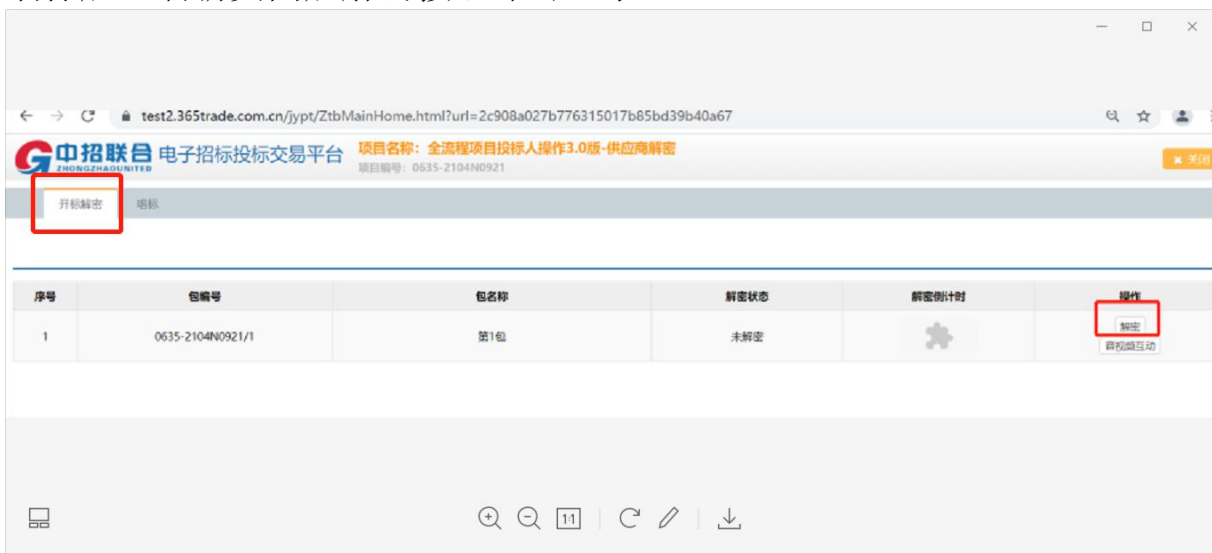 test2.365trade.com.cn/jypt/ZtbMainHome.html?url=2c908a027b776315017b85bd39b40a67
中招联合 电子招标投标交易平台 项目名称：全流程项目投标人操作3.0版-供应商解密
ZHONGZHAOUNITED 项目编号：0635-2104N0921
关闭
开标解密 唱标
序号 包编号 包名称 解密状态 解密倒计时 操作
1 0635-2104N0921/1 第1包 未解密 解密
音视频互动
1:1